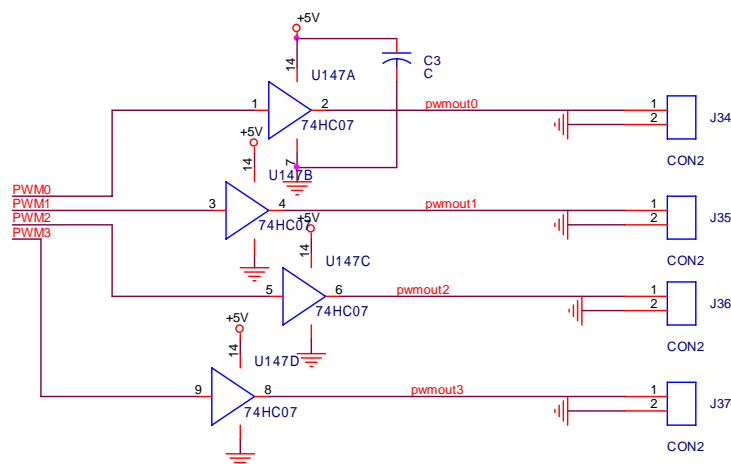 +5V
C3
C
14
U147A
1
2
pwmout0
1
2
J34
74HC07
CON2
7
+5V
14
U147B
PWM0
PWM1
PWM2
PWM3
3
4
pwmout1
1
2
J35
74HC07
CON2
+5V
14
U147C
5
6
pwmout2
1
2
J36
74HC07
CON2
+5V
14
U147D
9
8
pwmout3
1
2
J37
74HC07
CON2